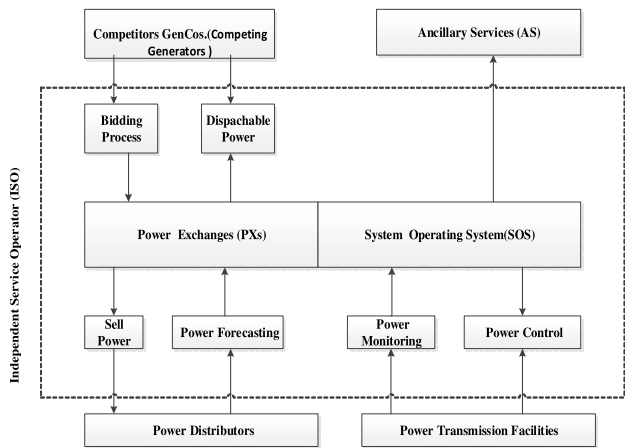 Competitors GenCos.(Competing
Generators )
Ancillary Services (AS)
Bidding
Process
Dispachable
Power
Independent Service Operator (ISO)
Power Exchanges (PXs)
System Operating System(SOS)
Sell
Power
Power Forecasting
Power
Monitoring
Power Control
Power Distributors
Power Transmission Facilities